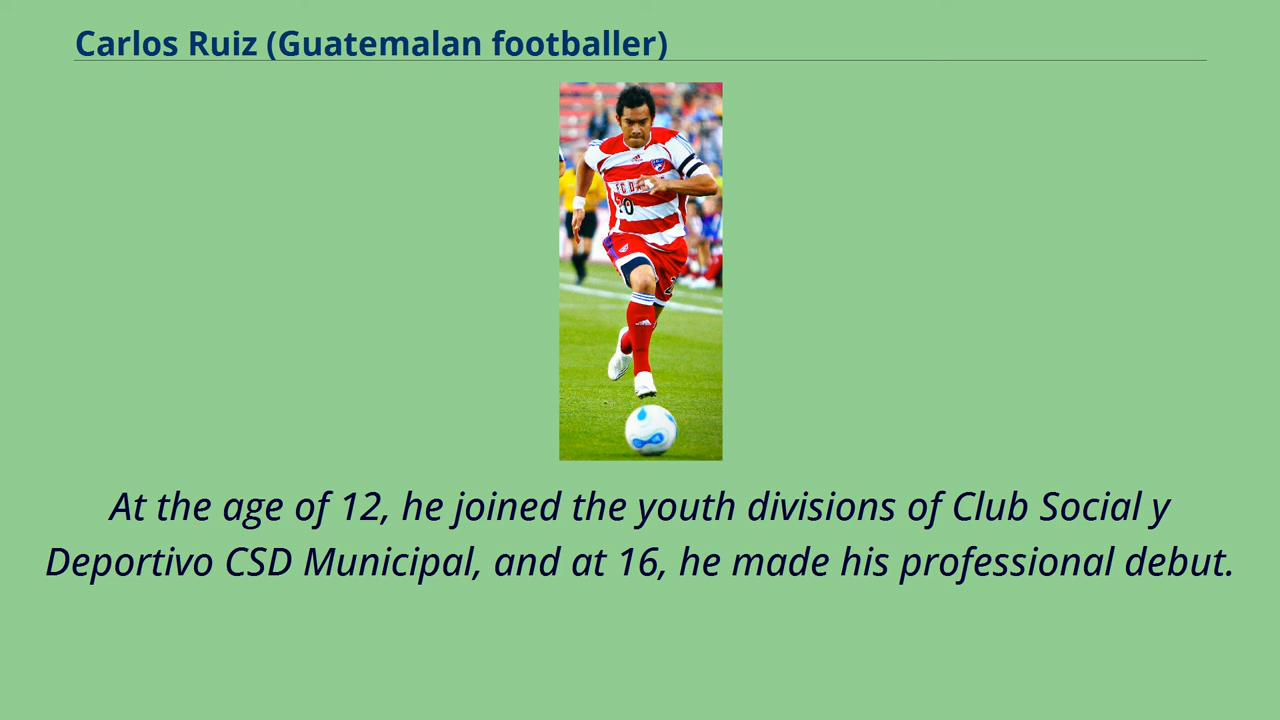 Carlos Ruiz (Guatemalan footballer)
20
At the age of 12, he joined the youth divisions of Club Social y
Deportivo CSD Municipal, and at 16, he made his professional debut.